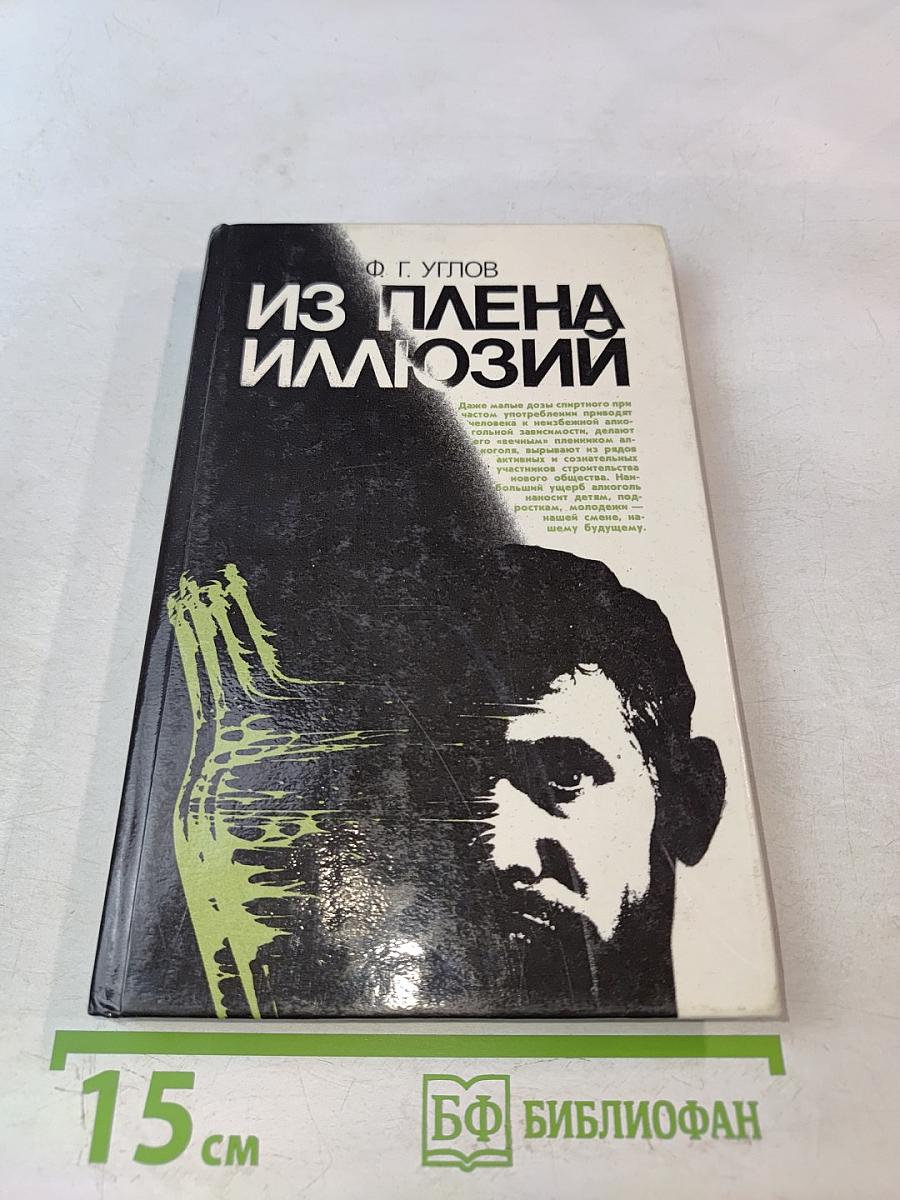 Ф. Г. УГЛОВ
ИЗ ПЛЕНА
ИЛЛЮЗИЙ
Даже малые дозы спиртного при
частом употреблении приводят
человека к неизбежной алко-
гольной зависимости, делают
его «вечным» пленником ал-
коголя, вырывают из рядов
активных и сознательных
участников строительства
нового общества. Наи-
больший ущерб алкоголь
наносит детям, под-
росткам, молодежи —
нашей смене, на-
шему будущему.
15 см
БФ БИБЛИОФАН